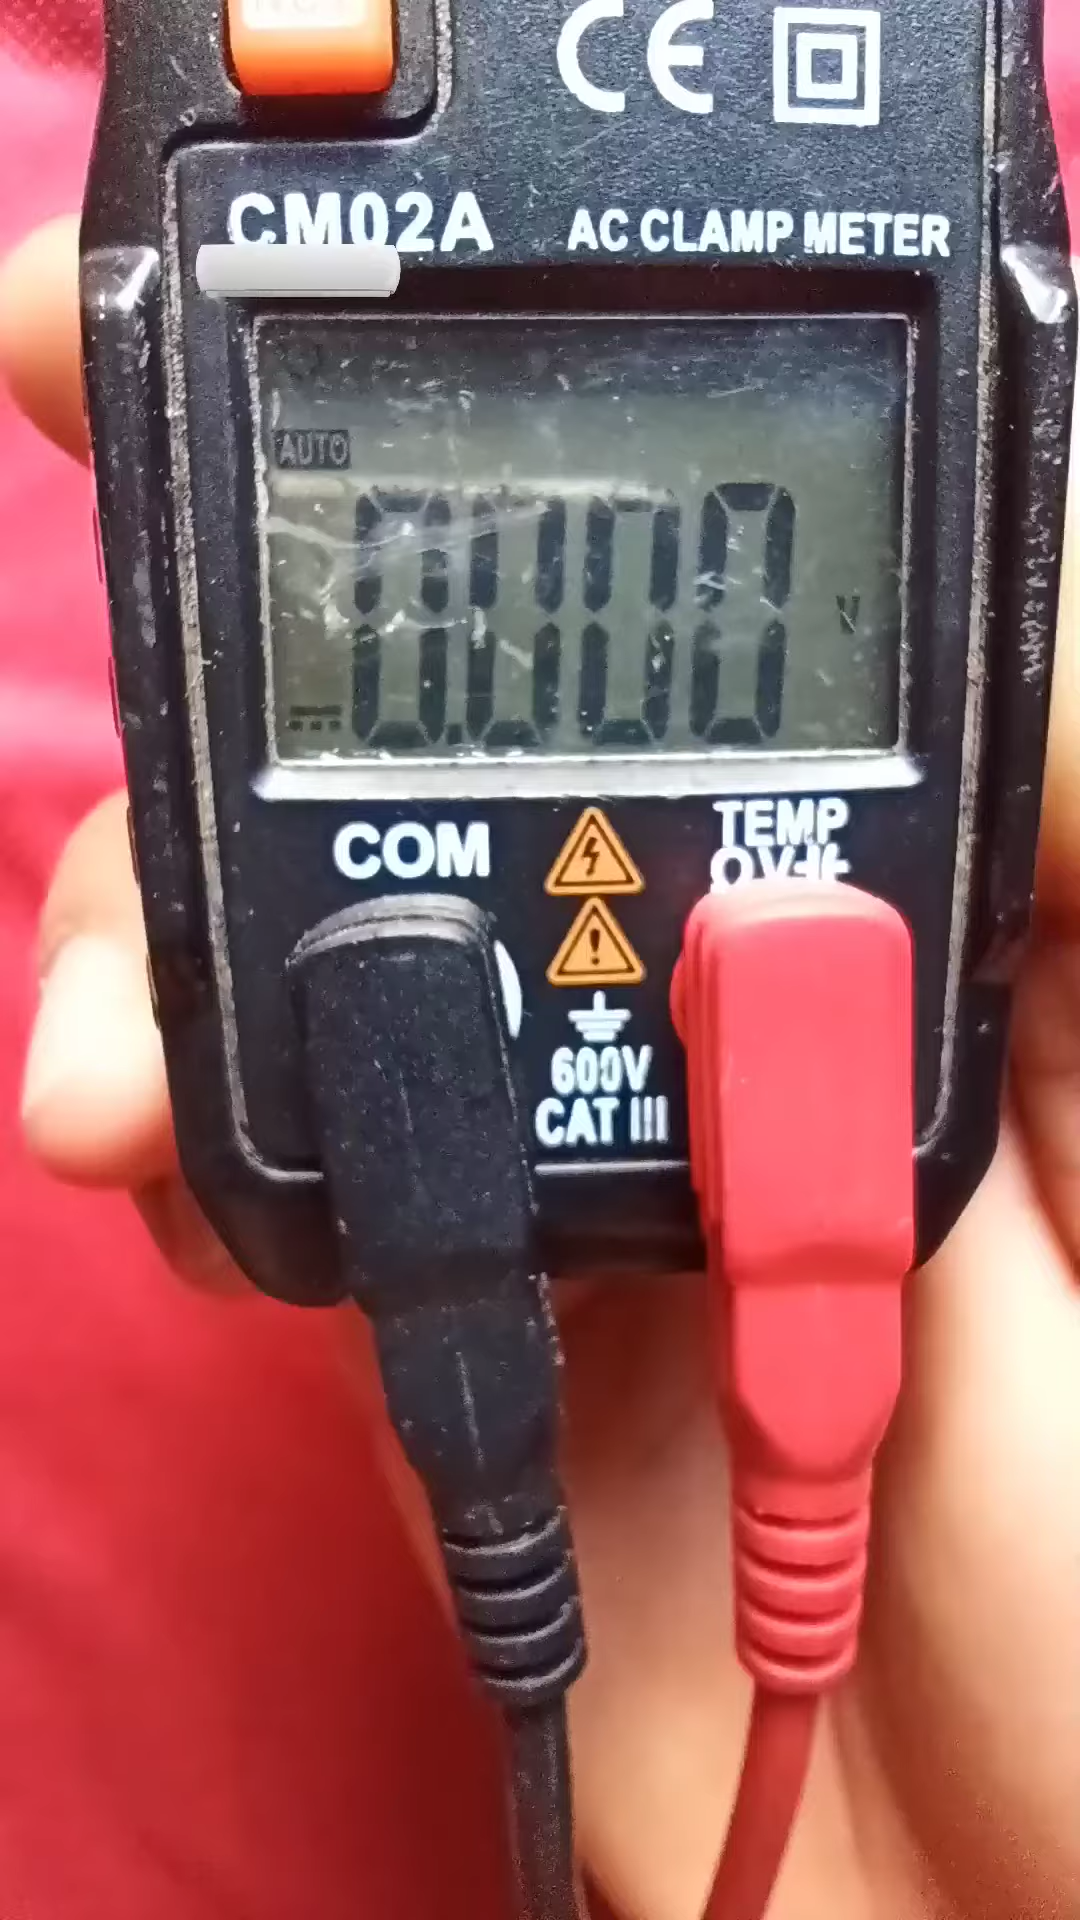 CE
CM02A AC CLAMP METER
AUTO
0.000 V
COM
TEMP
600V
CAT III